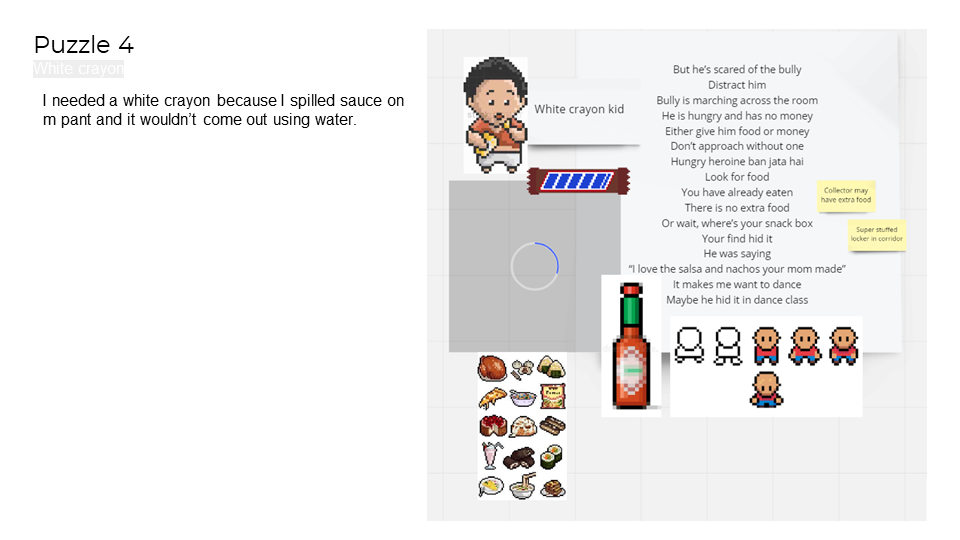 Puzzle 4
White crayon
I needed a white crayon because I spilled sauce on
m pant and it wouldn't come out using water.
White crayon kid
But he's scared of the bully
Distract him
Bully is marching across the room
He is hungry and has no money
Either give him food or money
Don't approach without one
Hungry heroine ban jata hai
Look for food
You have already eaten
There is no extra food
Or wait, where's your snack box
Your find hid it
He was saying
"I love the salsa and nachos your mom made"
It makes me want to dance
Maybe he hid it in dance class
Collector may
have extra food
Super stuffed
locker in corridor